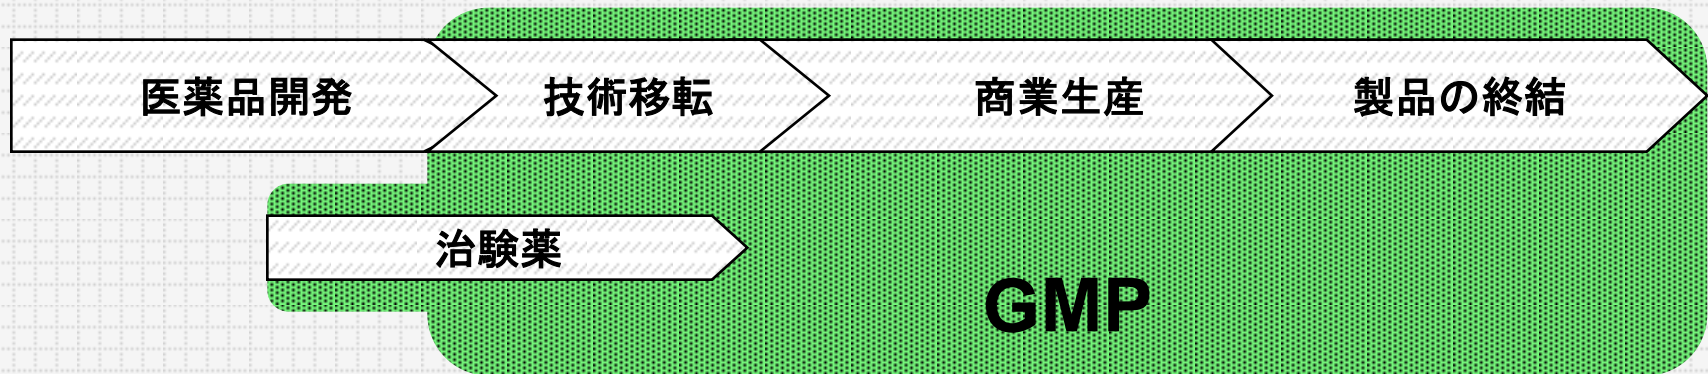 医薬品開発
技術移転
商業生産
製品の終結
治験薬
GMP